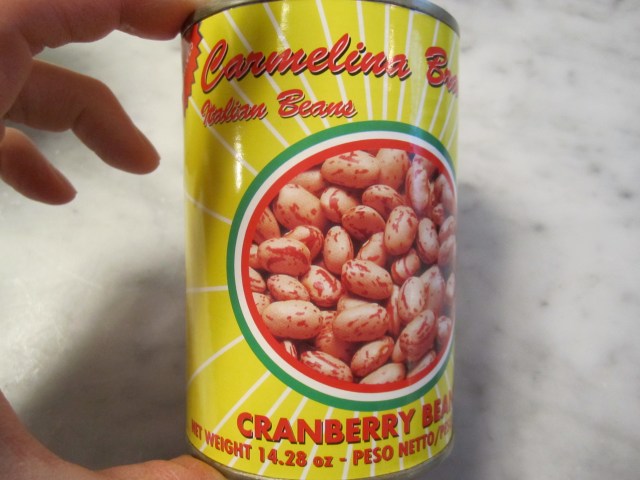 Carmelina
Italian Beans
CRANBERRY
NET WEIGHT 14.28 oz - PESO NETTO/